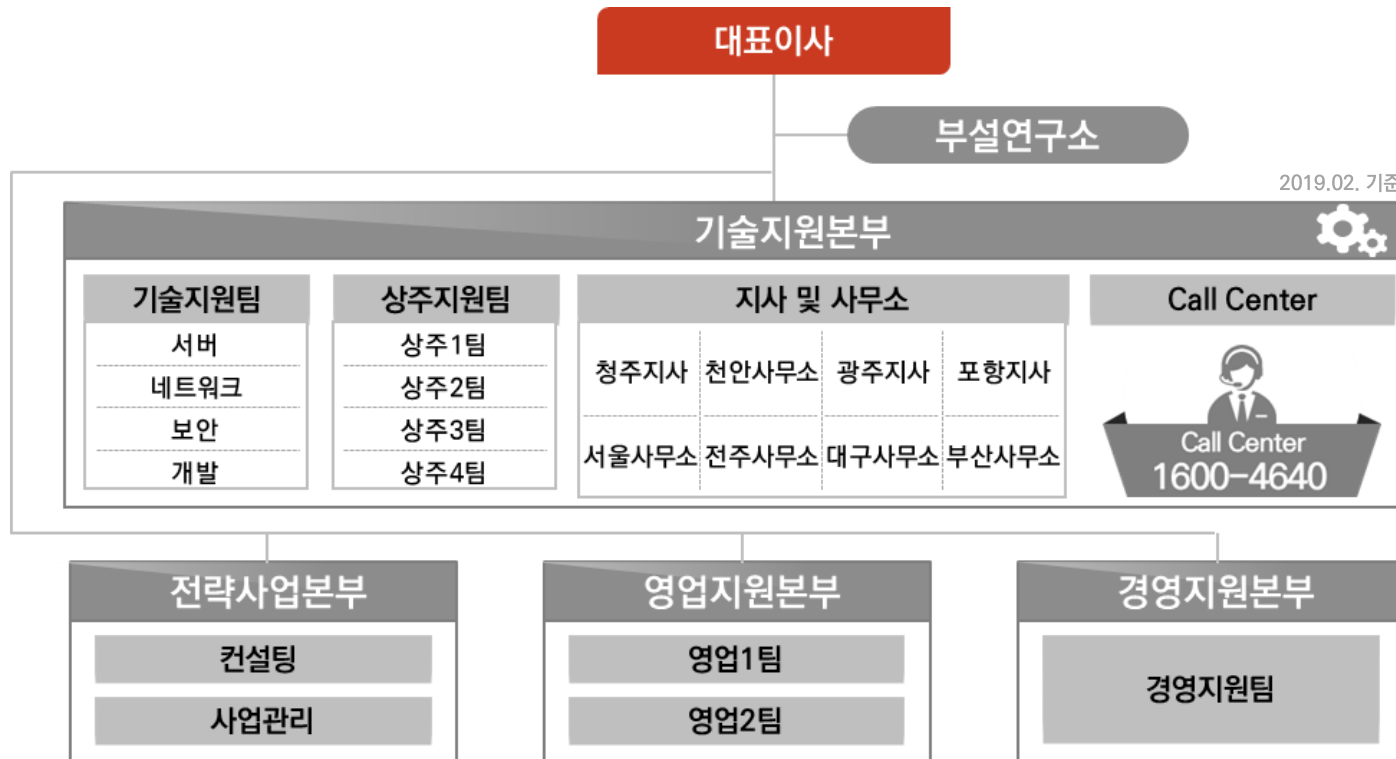 대표이사
부설연구소
2019.02. 기준
기술지원본부
기술지원팀
서버
네트워크
보안
개발
상주지원팀
상주1팀
상주2팀
상주3팀
상주4팀
지사 및 사무소
청주지사 천안사무소 광주지사 포항지사
서울사무소 전주사무소 대구사무소 부산사무소
Call Center
Call Center
1600-4640
전략사업본부
컨설팅
사업관리
영업지원본부
영업1팀
영업2팀
경영지원본부
경영지원팀